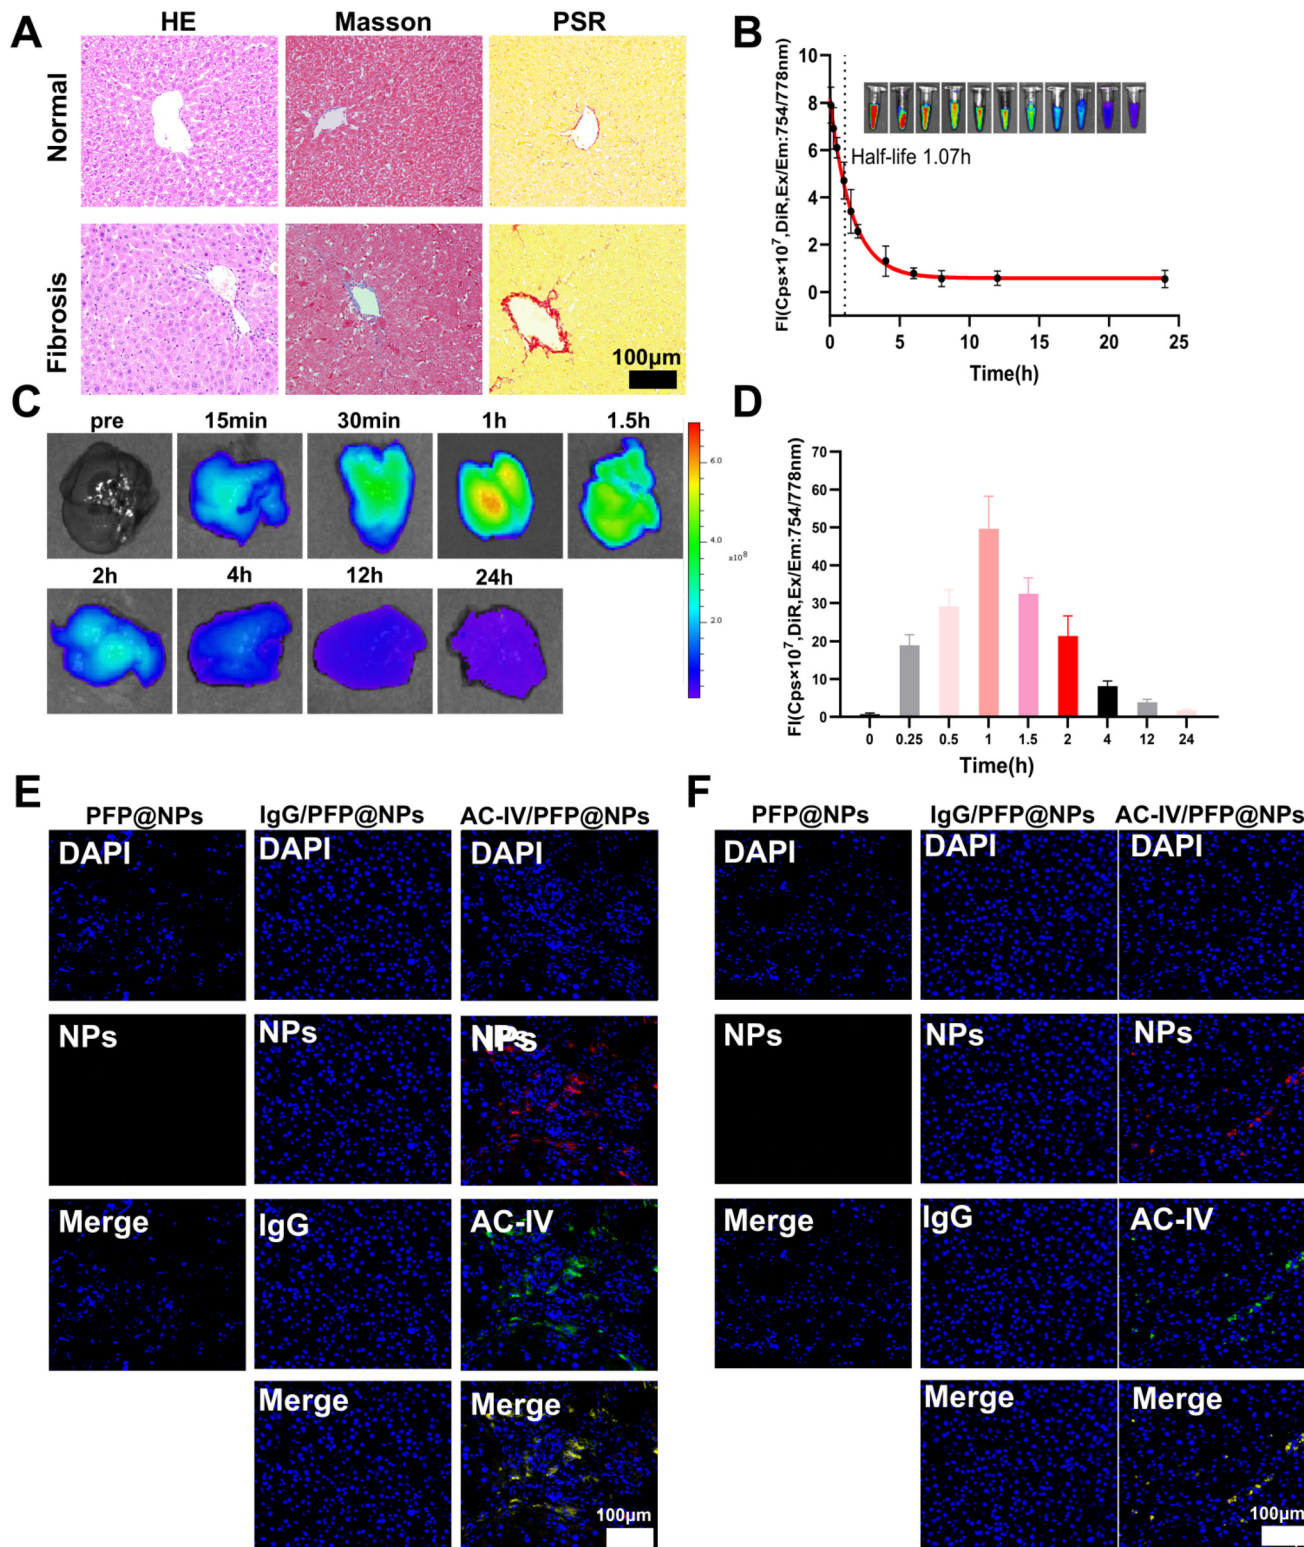 A
HE
Masson
PSR
Normal
Fibrosis
100μm
B
FI(Cps×10⁷,DiR,Ex/Em:754/778nm)
10
8
6
4
2
0
Half-life 1.07h
0 5 10 15 20 25
Time(h)
C
pre 15min 30min 1h 1.5h
2h 4h 12h 24h
6.0
4.0
×10⁸
2.0
D
FI(Cps×10⁷,DiR,Ex/Em:754/778nm)
70
60
50
40
30
20
10
0
0 0.25 0.5 1 1.5 2 4 12 24
Time(h)
E
PFP@NPs IgG/PFP@NPs AC-IV/PFP@NPs
DAPI DAPI DAPI
NPs NPs NPs
Merge IgG AC-IV
Merge Merge
100μm
F
PFP@NPs IgG/PFP@NPs AC-IV/PFP@NPs
DAPI DAPI DAPI
NPs NPs NPs
Merge IgG AC-IV
Merge Merge
100μm